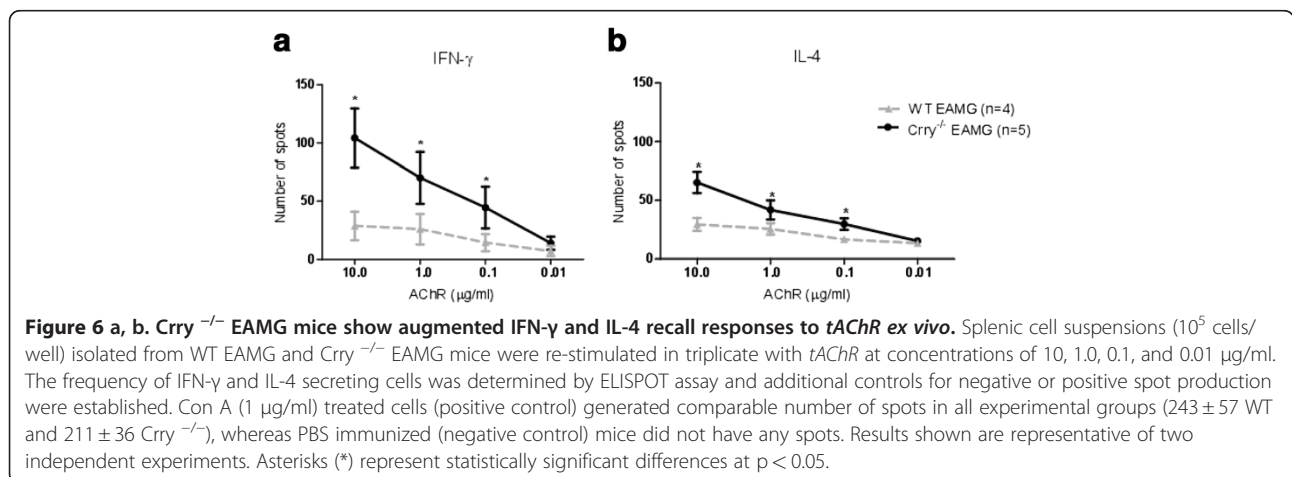 a
IFN-γ
150
100
50
0
Number of spots
*
*
*
10.0 1.0 0.1 0.01
AChR (µg/ml)
b
IL-4
150
100
50
0
Number of spots
*
*
*
10.0 1.0 0.1 0.01
AChR (µg/ml)
WT EAMG (n=4)
Crry-/- EAMG (n=5)
Figure 6 a, b. Crry −/− EAMG mice show augmented IFN-γ and IL-4 recall responses to tAChR ex vivo. Splenic cell suspensions (10⁵ cells/
well) isolated from WT EAMG and Crry −/− EAMG mice were re-stimulated in triplicate with tAChR at concentrations of 10, 1.0, 0.1, and 0.01 µg/ml.
The frequency of IFN-γ and IL-4 secreting cells was determined by ELISPOT assay and additional controls for negative or positive spot production
were established. Con A (1 µg/ml) treated cells (positive control) generated comparable number of spots in all experimental groups (243 ± 57 WT
and 211 ± 36 Crry −/−), whereas PBS immunized (negative control) mice did not have any spots. Results shown are representative of two
independent experiments. Asterisks (*) represent statistically significant differences at p < 0.05.